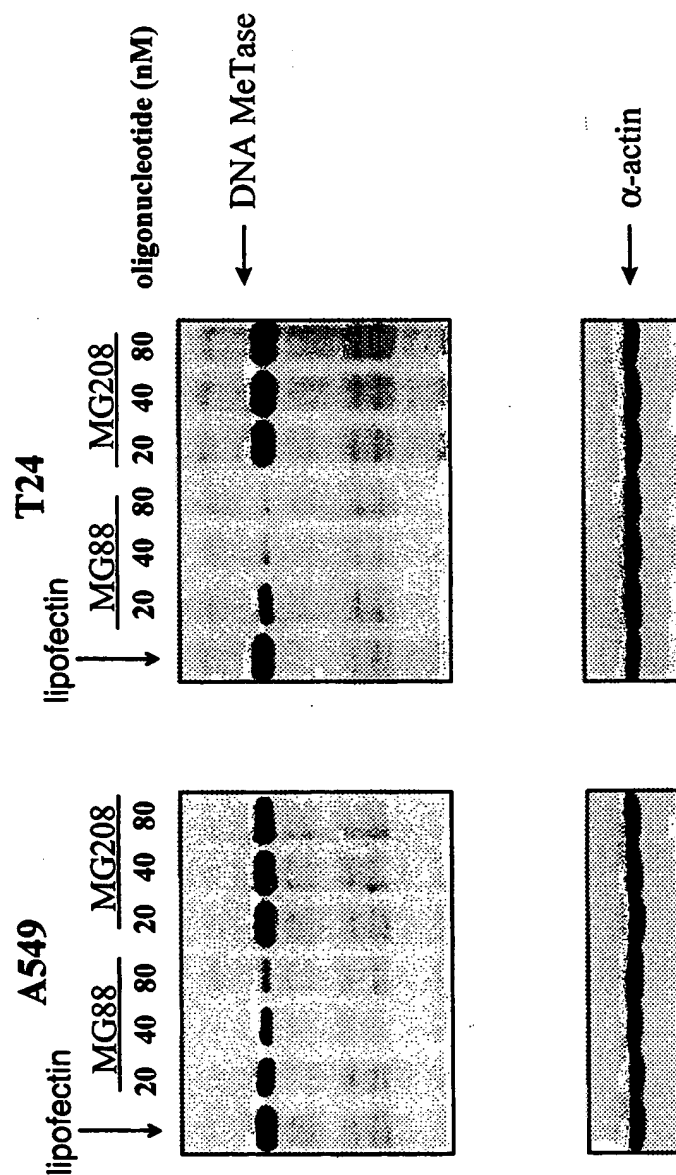 A549
lipofectin
MG88
MG208
20 40 80 20 40 80
T24
lipofectin
MG88
MG208
20 40 80 20 40 80
oligonucleotide (nM)
DNA MeTase
α-actin